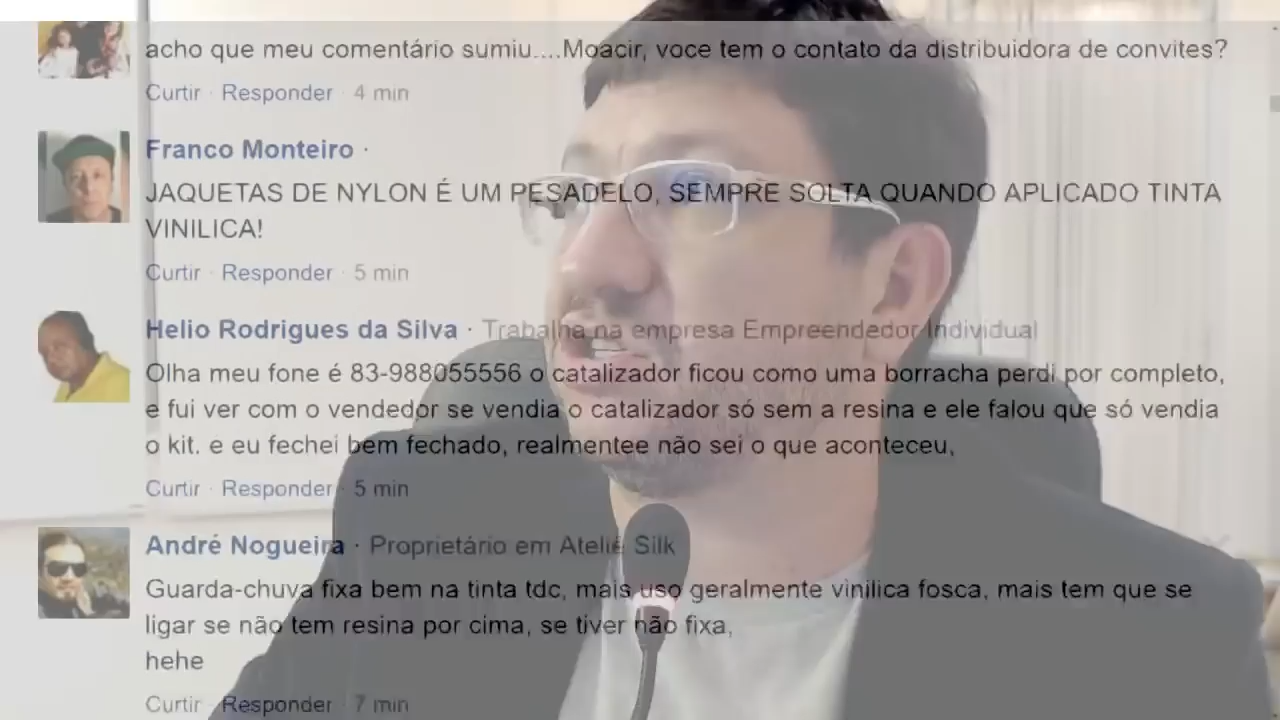 acho que meu comentário sumiu....Moacir, voce tem o contato da distribuidora de convites?
Curtir · Responder · 4 min
Franco Monteiro ·
JAQUETAS DE NYLON É UM PESADELO, SEMPRE SOLTA QUANDO APLICADO TINTA
VINILICA!
Curtir · Responder · 5 min
Helio Rodrigues da Silva · Trabalha na empresa Empreendedor Individual
Olha meu fone é 83-988055556 o catalizador ficou como uma borracha perdi por completo,
e fui ver com o vendedor se vendia o catalizador só sem a resina e ele falou que só vendia
o kit. e eu fechei bem fechado, realmentee não sei o que aconteceu,
Curtir · Responder · 5 min
André Nogueira · Proprietário em Ateliê Silk
Guarda-chuva fixa bem na tinta tdc, mais uso geralmente vinilica fosca, mais tem que se
ligar se não tem resina por cima, se tiver não fixa,
hehe
Curtir · Responder · 7 min